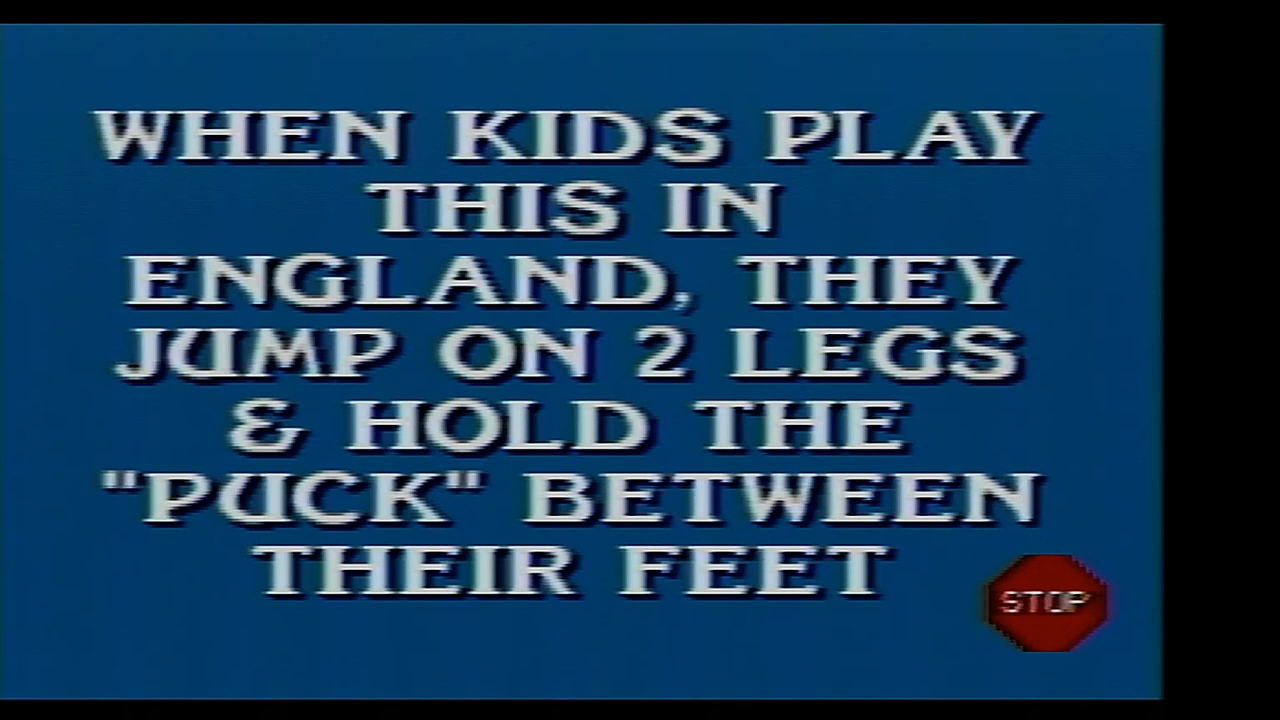 WHEN KIDS PLAY
THIS IN
ENGLAND, THEY
JUMP ON 2 LEGS
& HOLD THE
"PUCK" BETWEEN
THEIR FEET
STOP